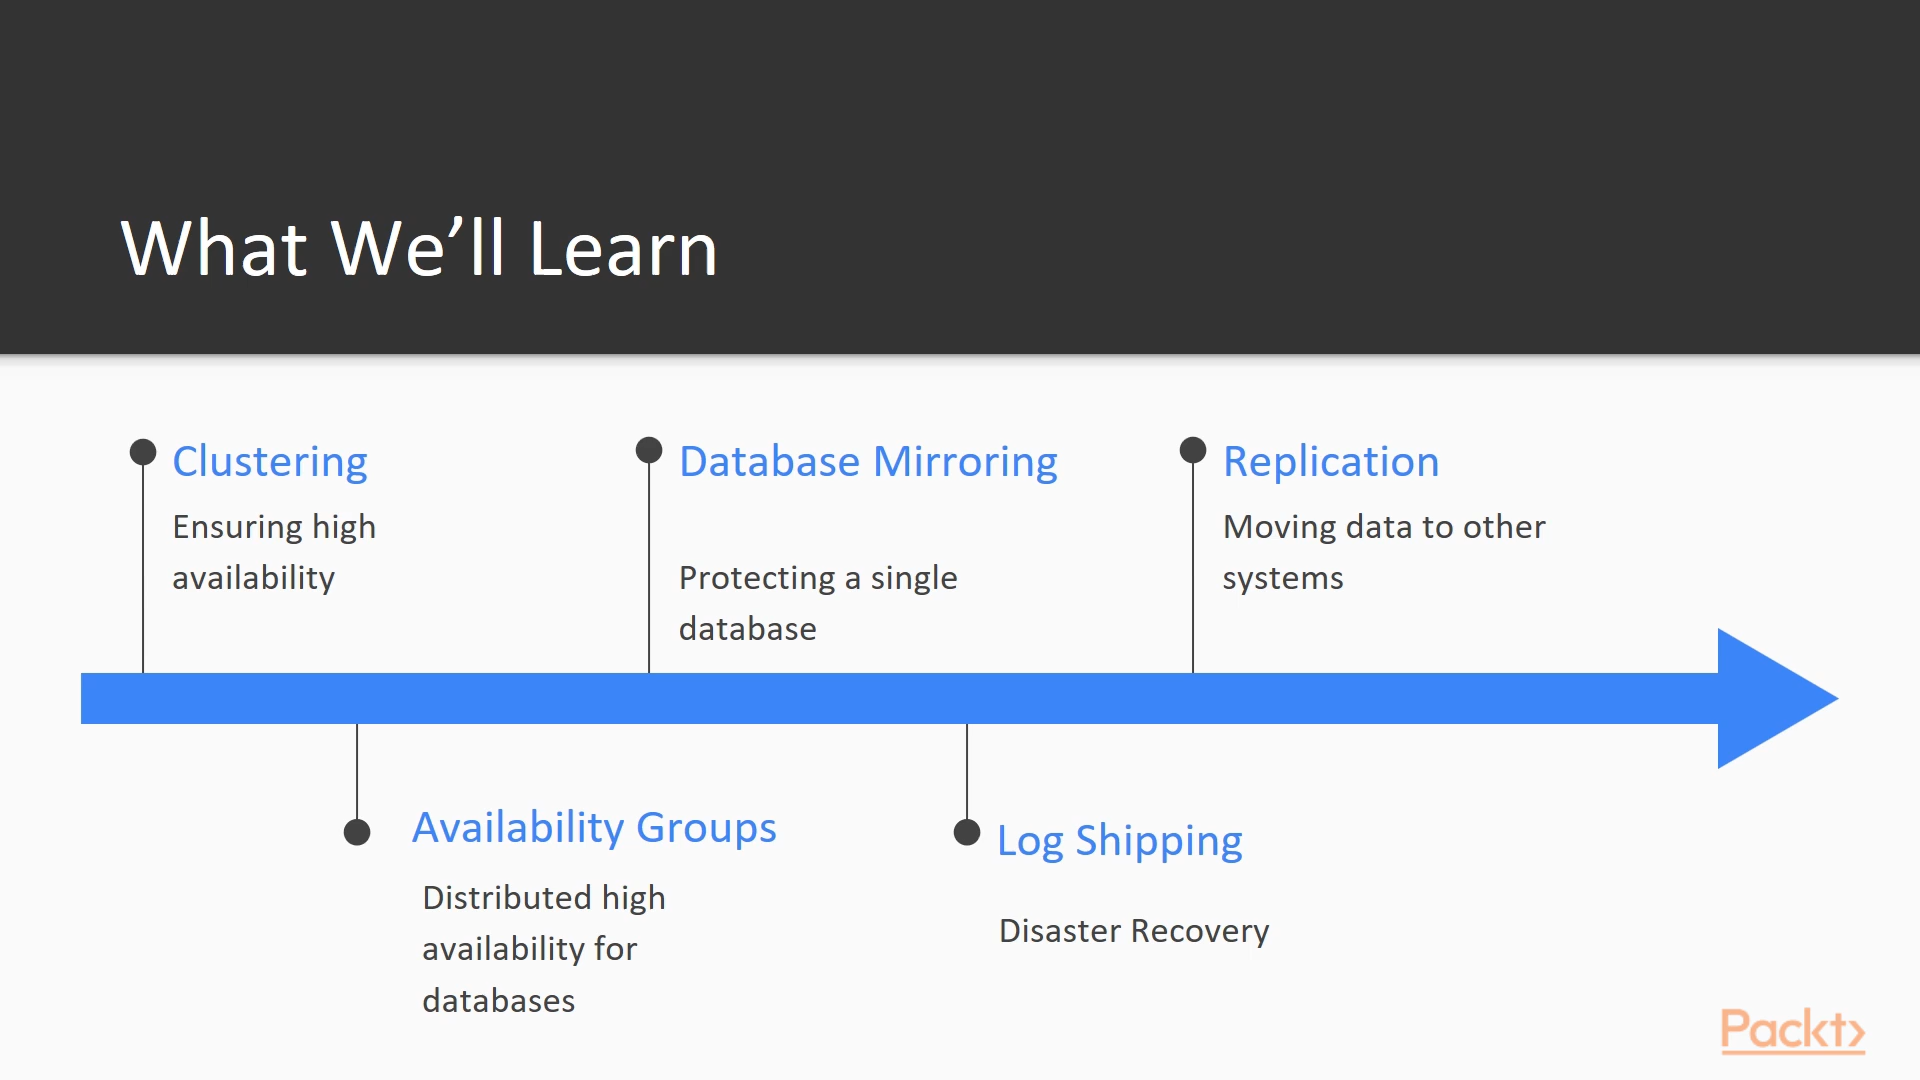 What We’ll Learn
Clustering
Ensuring high
availability
Database Mirroring
Protecting a single
database
Replication
Moving data to other
systems
Availability Groups
Distributed high
availability for
databases
Log Shipping
Disaster Recovery
Packt>